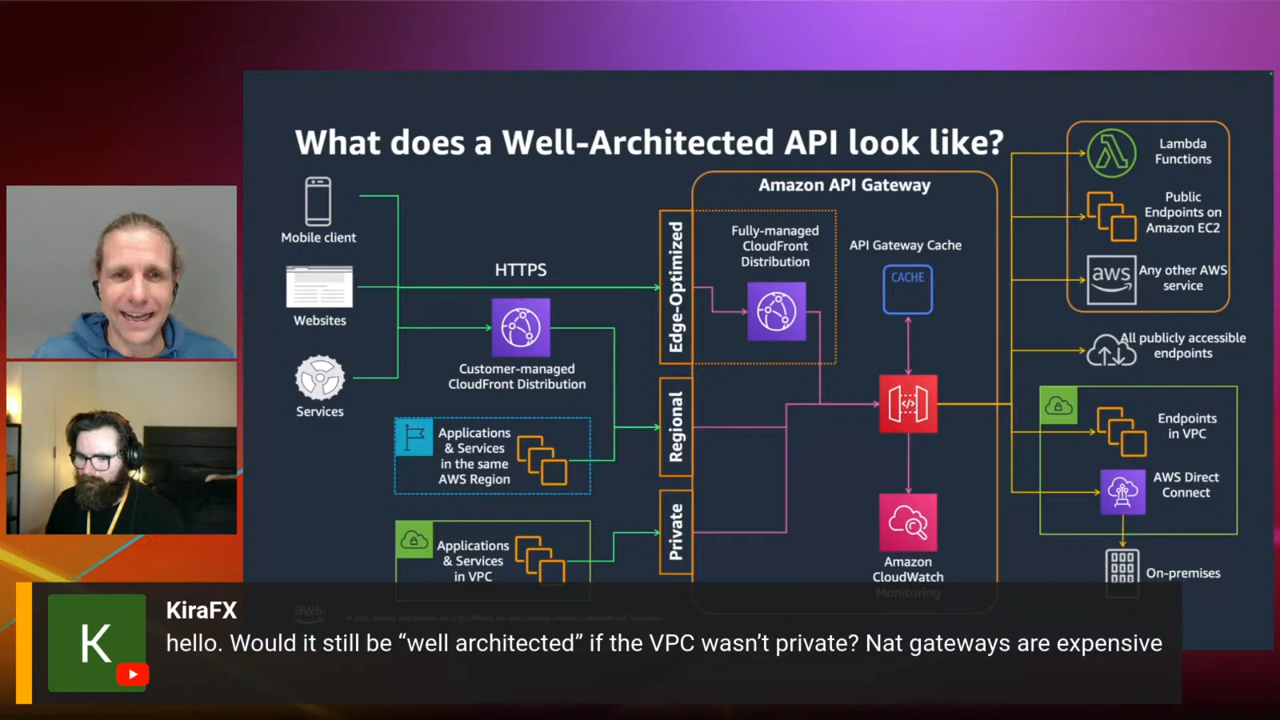 What does a Well-Architected API look like?
Mobile client
Websites
Services
HTTPS
Customer-managed
CloudFront Distribution
Applications
& Services
in the same
AWS Region
Applications
& Services
in VPC
Edge-Optimized
Regional
Private
Amazon API Gateway
Fully-managed
CloudFront
Distribution
API Gateway Cache
CACHE
Amazon
CloudWatch
Monitoring
Lambda
Functions
Public
Endpoints on
Amazon EC2
aws
Any other AWS
service
All publicly accessible
endpoints
Endpoints
in VPC
AWS Direct
Connect
On-premises
aws
K
KiraFX
hello. Would it still be “well architected” if the VPC wasn’t private? Nat gateways are expensive